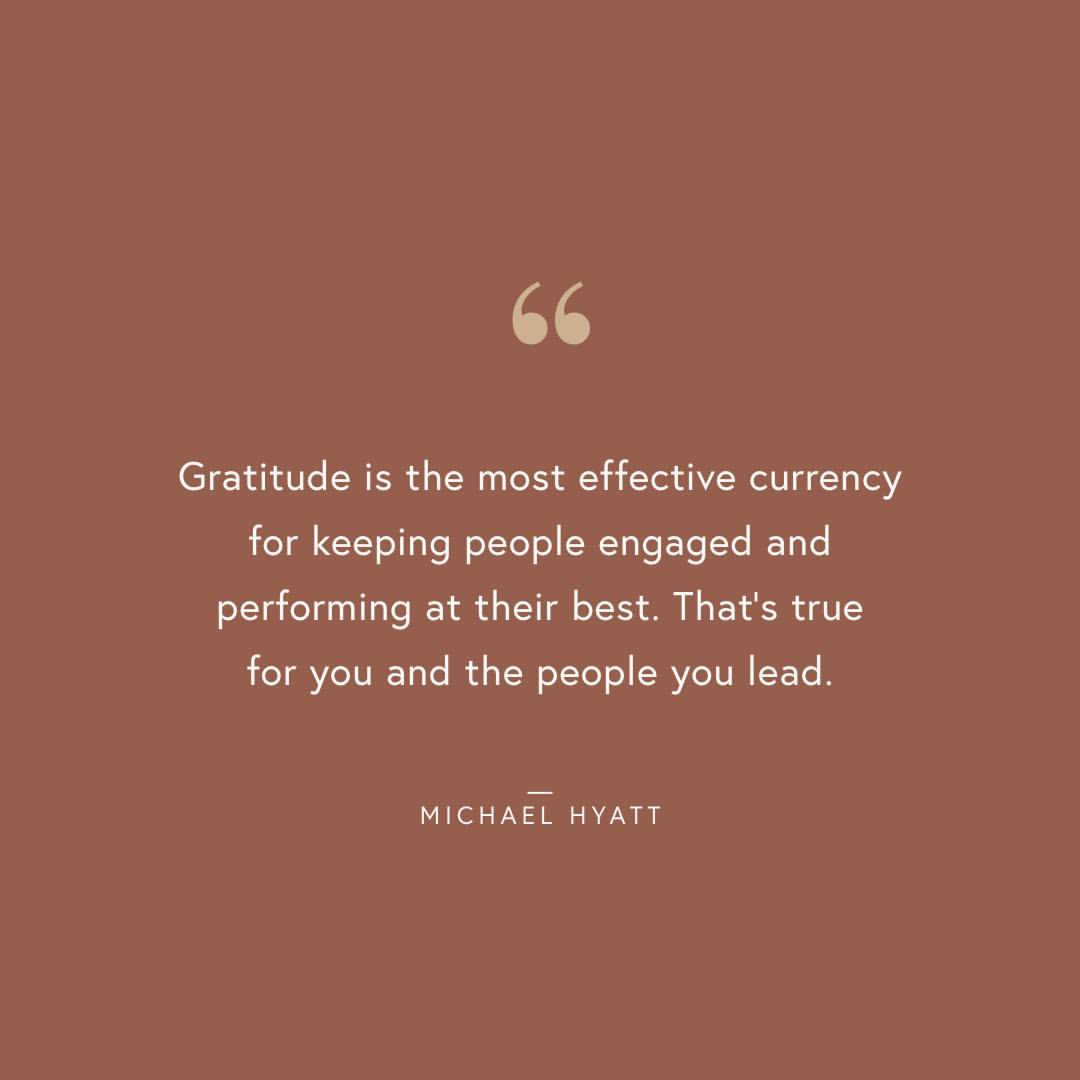 “
Gratitude is the most effective currency
for keeping people engaged and
performing at their best. That's true
for you and the people you lead.
—
MICHAEL HYATT